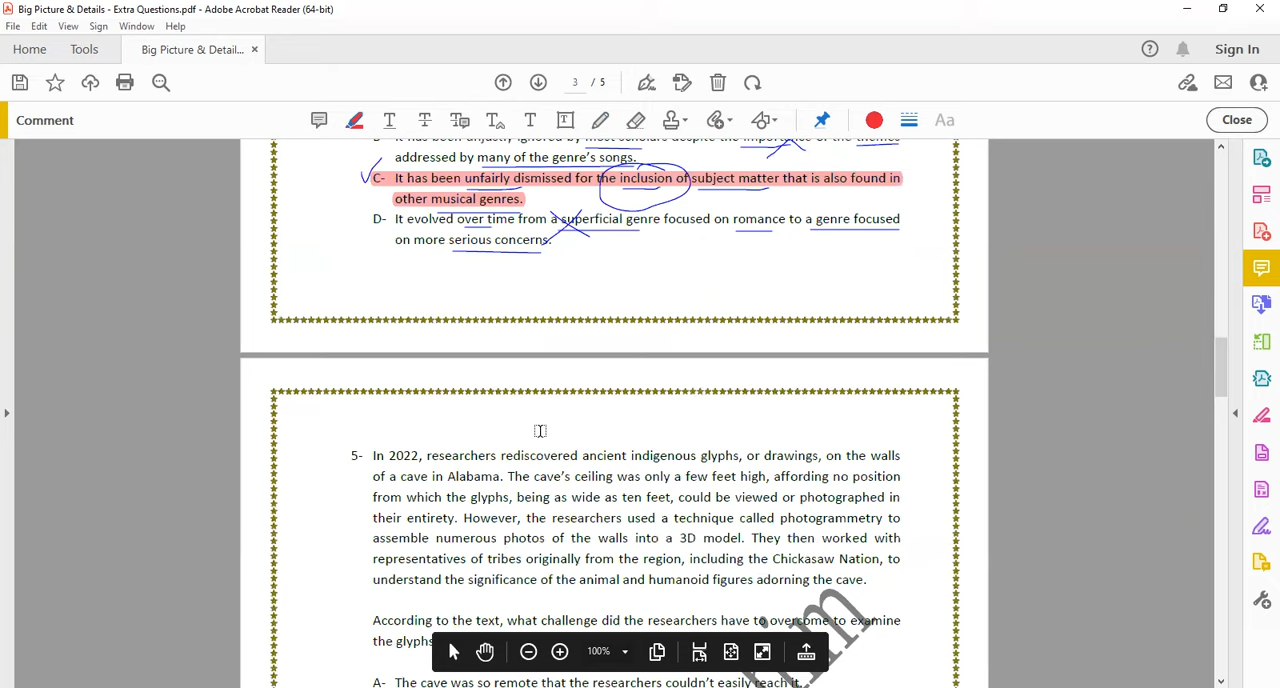 Big Picture & Details - Extra Questions.pdf - Adobe Acrobat Reader (64-bit)
File Edit View Sign Window Help
Home Tools Big Picture & Detail... × Sign In
3 / 5
Comment Aa Close
B- It has been unjustly ignored by most scholars despite the importance of the themes
addressed by many of the genre's songs.
C- It has been unfairly dismissed for the inclusion of subject matter that is also found in
other musical genres.
D- It evolved over time from a superficial genre focused on romance to a genre focused
on more serious concerns.
5- In 2022, researchers rediscovered ancient indigenous glyphs, or drawings, on the walls
of a cave in Alabama. The cave's ceiling was only a few feet high, affording no position
from which the glyphs, being as wide as ten feet, could be viewed or photographed in
their entirety. However, the researchers used a technique called photogrammetry to
assemble numerous photos of the walls into a 3D model. They then worked with
representatives of tribes originally from the region, including the Chickasaw Nation, to
understand the significance of the animal and humanoid figures adorning the cave.
According to the text, what challenge did the researchers have to overcome to examine
the glyphs
100%
A- The cave was so remote that the researchers couldn't easily reach it.